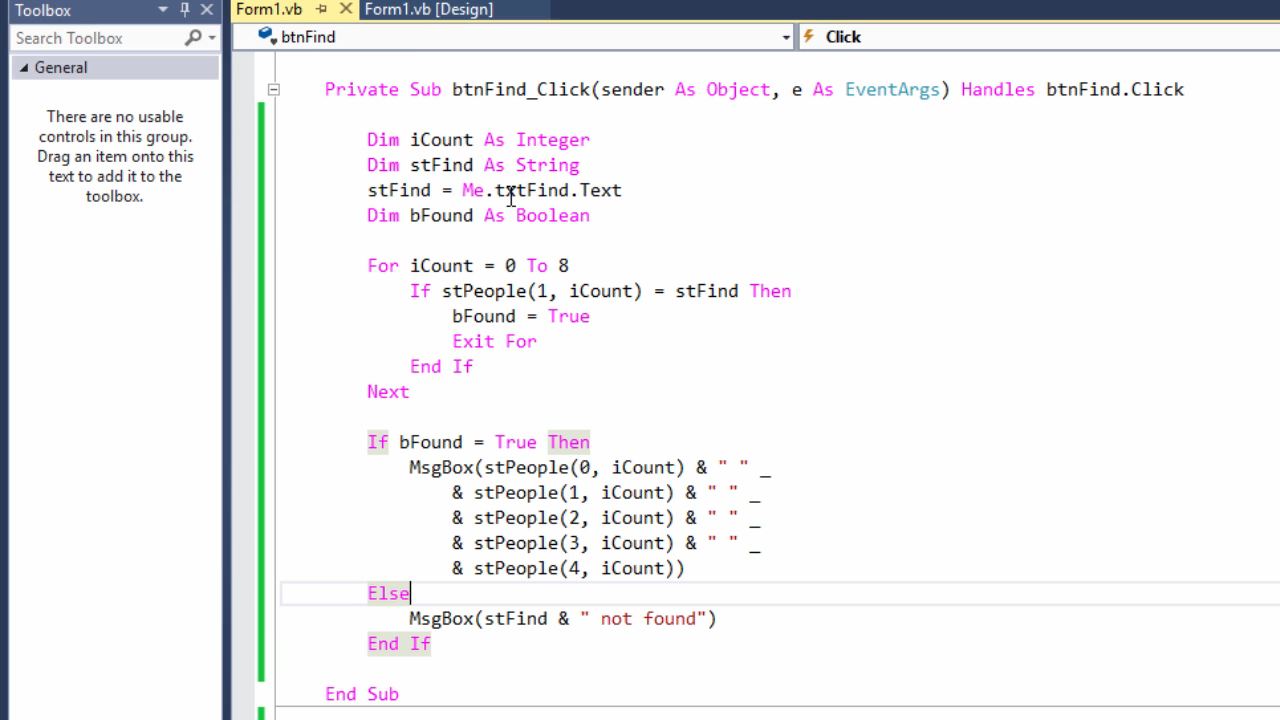 Toolbox
Form1.vb
Form1.vb [Design]
Search Toolbox
btnFind
Click
General
There are no usable
controls in this group.
Drag an item onto this
text to add it to the
toolbox.
Private Sub btnFind_Click(sender As Object, e As EventArgs) Handles btnFind.Click
Dim iCount As Integer
Dim stFind As String
stFind = Me.txtFind.Text
Dim bFound As Boolean
For iCount = 0 To 8
If stPeople(1, iCount) = stFind Then
bFound = True
Exit For
End If
Next
If bFound = True Then
MsgBox(stPeople(0, iCount) & " " _
& stPeople(1, iCount) & " " _
& stPeople(2, iCount) & " " _
& stPeople(3, iCount) & " " _
& stPeople(4, iCount))
Else
MsgBox(stFind & " not found")
End If
End Sub